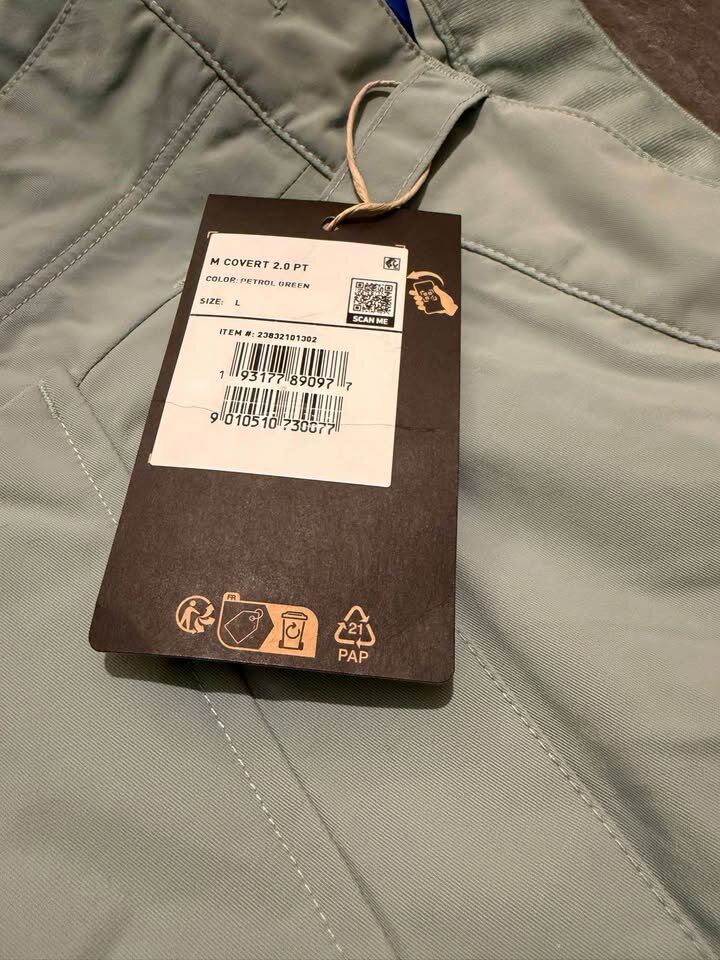 M COVERT 2.0 PT
COLOR: PETROL GREEN
SIZE: L
SCAN ME
ITEM #: 23832101302
1 93177 89097 7
9 010510 730077
FR
21
PAP